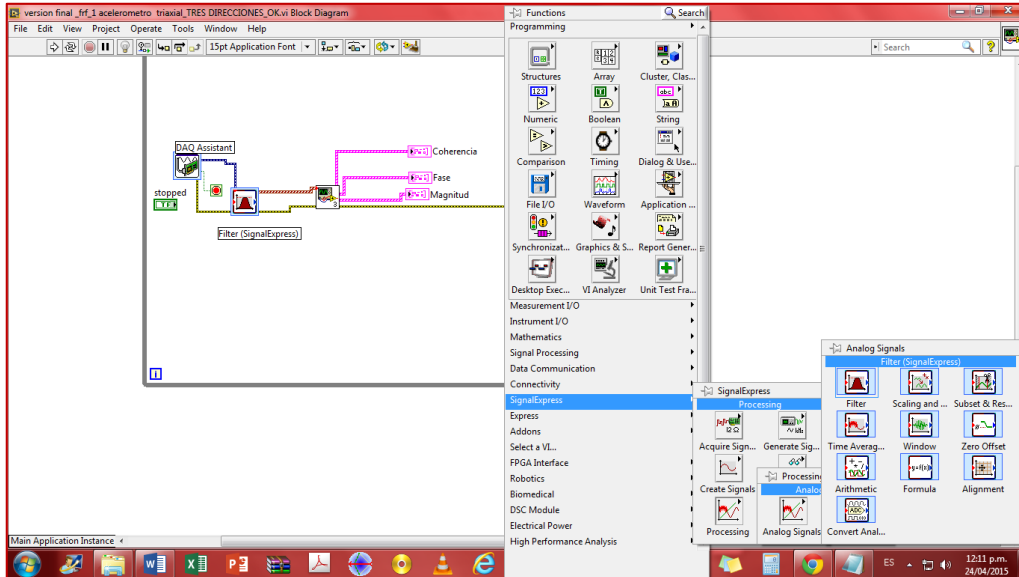 version final _frf_1 acelerometro triaxial_TRES DIRECCIONES_OK.vi Block Diagram
File Edit View Project Operate Tools Window Help
15pt Application Font
Search
DAQ Assistant
stopped
TF
Filter (SignalExpress)
Coherencia
Fase
Magnitud
i
Main Application Instance
Functions
Search
Programming
Structures Array Cluster, Clas...
Numeric Boolean String
Comparison Timing Dialog & Use...
File I/O Waveform Application ...
Synchronizat... Graphics & S... Report Gener...
Desktop Exec... VI Analyzer Unit Test Fra...
Measurement I/O
Instrument I/O
Mathematics
Signal Processing
Data Communication
Connectivity
SignalExpress
Express
Addons
Select a VI...
FPGA Interface
Robotics
Biomedical
DSC Module
Electrical Power
High Performance Analysis
SignalExpress
Processing
Acquire Sign... Generate Sig...
Create Signals
Processing
Processing
Analo
Analog Signals
Analog Signals
Filter (SignalExpress)
Filter Scaling and ... Subset & Res...
Time Averag... Window Zero Offset
Arithmetic Formula Alignment
Convert Anal...
ES
12:11 p.m.
24/04/2015